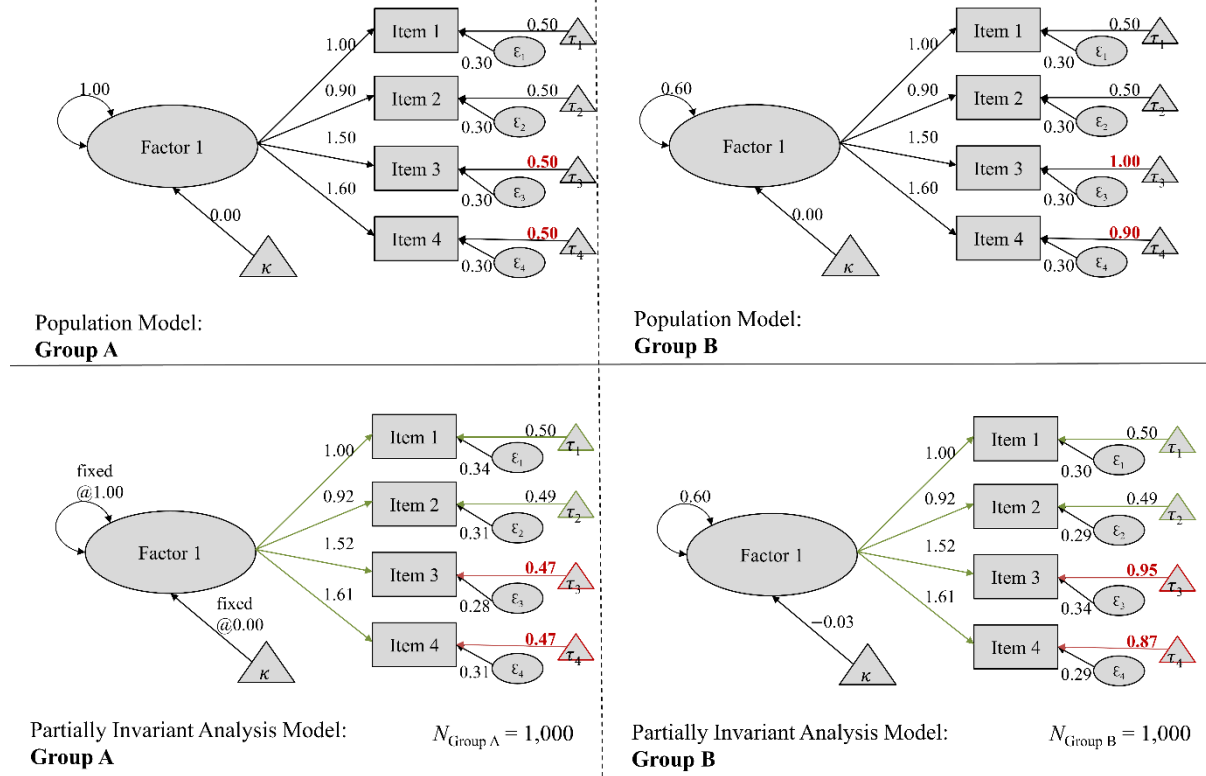 1.00
Factor 1
0.00
κ
1.00
0.90
1.50
1.60
Item 1
0.30
ε1
0.50
τ1
Item 2
0.30
ε2
0.50
τ2
Item 3
0.30
ε3
0.50
τ3
Item 4
0.30
ε4
0.50
τ4
Population Model:
Group A
0.60
Factor 1
0.00
κ
1.00
0.90
1.50
1.60
Item 1
0.30
ε1
0.50
τ1
Item 2
0.30
ε2
0.50
τ2
Item 3
0.30
ε3
1.00
τ3
Item 4
0.30
ε4
0.90
τ4
Population Model:
Group B
fixed
@1.00
Factor 1
fixed
@0.00
κ
1.00
0.92
1.52
1.61
Item 1
0.34
ε1
0.50
τ1
Item 2
0.31
ε2
0.49
τ2
Item 3
0.28
ε3
0.47
τ3
Item 4
0.31
ε4
0.47
τ4
Partially Invariant Analysis Model:
Group A
NGroup A = 1,000
0.60
Factor 1
−0.03
κ
1.00
0.92
1.52
1.61
Item 1
0.30
ε1
0.50
τ1
Item 2
0.29
ε2
0.49
τ2
Item 3
0.34
ε3
0.95
τ3
Item 4
0.29
ε4
0.87
τ4
Partially Invariant Analysis Model:
Group B
NGroup B = 1,000